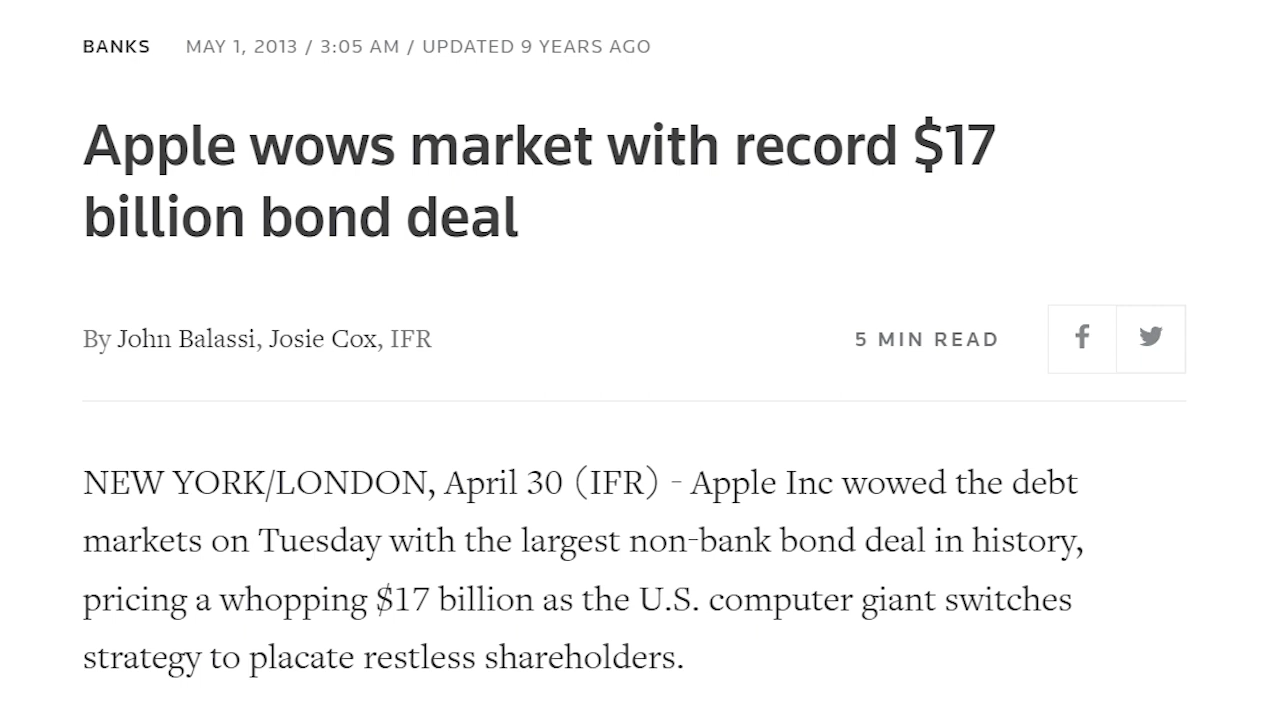 BANKS MAY 1, 2013 / 3:05 AM / UPDATED 9 YEARS AGO
Apple wows market with record $17
billion bond deal
By John Balassi, Josie Cox, IFR 5 MIN READ
NEW YORK/LONDON, April 30 (IFR) - Apple Inc wowed the debt
markets on Tuesday with the largest non-bank bond deal in history,
pricing a whopping $17 billion as the U.S. computer giant switches
strategy to placate restless shareholders.